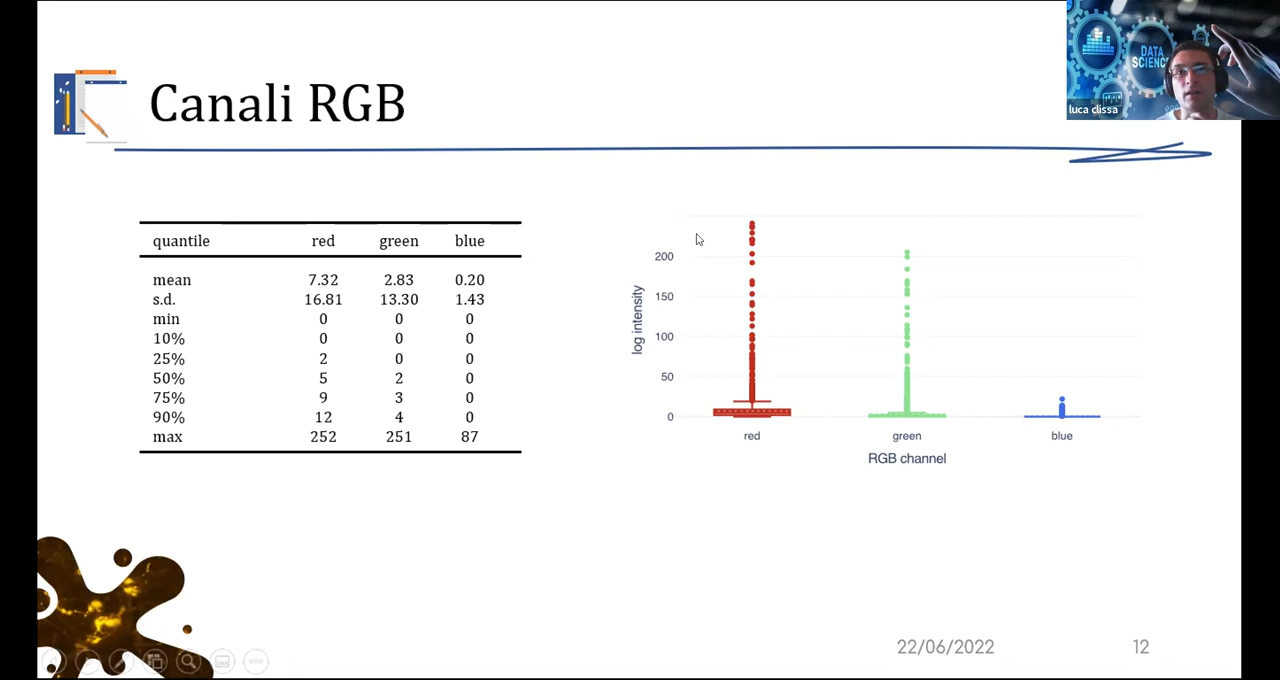 Canali RGB
DATA
SCIENC
luca clissa
quantile red green blue
mean 7.32 2.83 0.20
s.d. 16.81 13.30 1.43
min 0 0 0
10% 0 0 0
25% 2 0 0
50% 5 2 0
75% 9 3 0
90% 12 4 0
max 252 251 87
log intensity
200
150
100
50
0
red green blue
RGB channel
22/06/2022 12